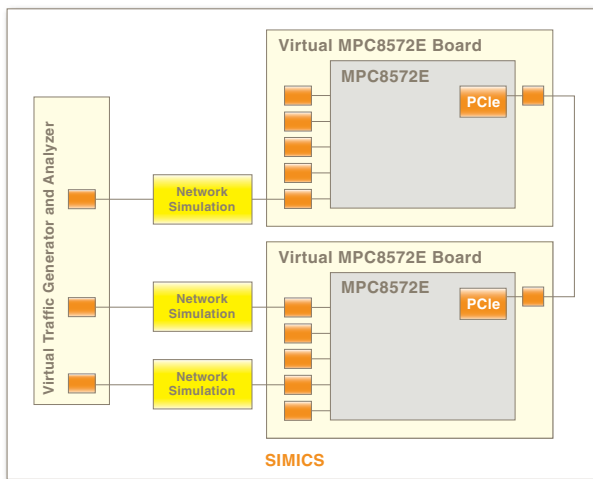 Virtual MPC8572E Board
MPC8572E
PCIe
Virtual Traffic Generator and Analyzer
Network
Simulation
Virtual MPC8572E Board
MPC8572E
PCIe
Network
Simulation
Network
Simulation
SIMICS